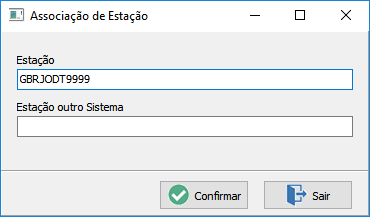 Associação de Estação
Estação
GBRJODT9999
Estação outro Sistema
Confirmar
Sair